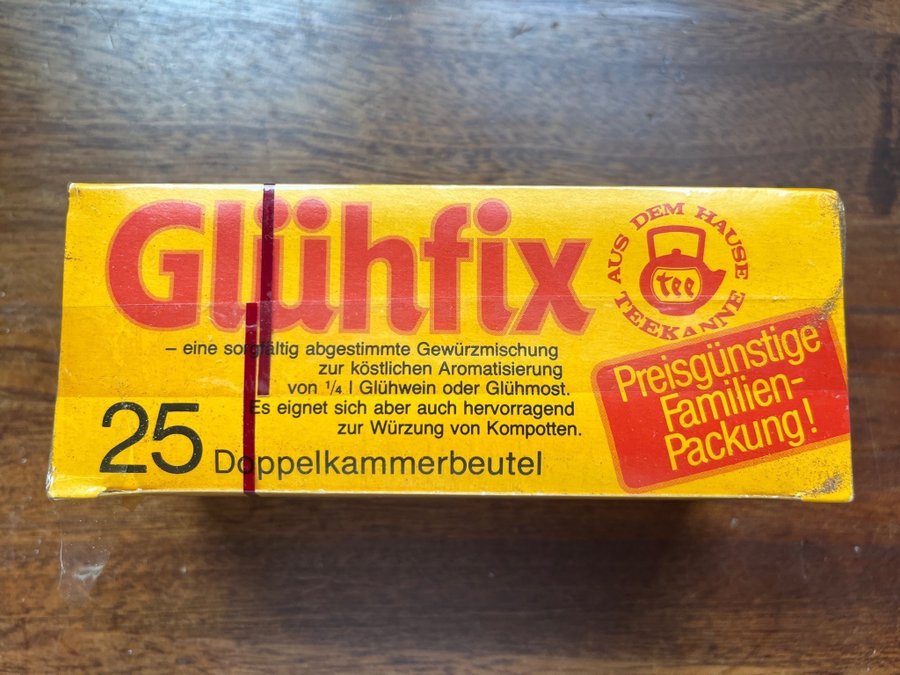 Glühfix
AUS DEM HAUSE
tee
TEEKANNE
– eine sorgfältig abgestimmte Gewürzmischung
zur köstlichen Aromatisierung
von ¼ l Glühwein oder Glühmost.
Es eignet sich aber auch hervorragend
zur Würzung von Kompotten.
25 Doppelkammerbeutel
Preisgünstige
Familien-
Packung!